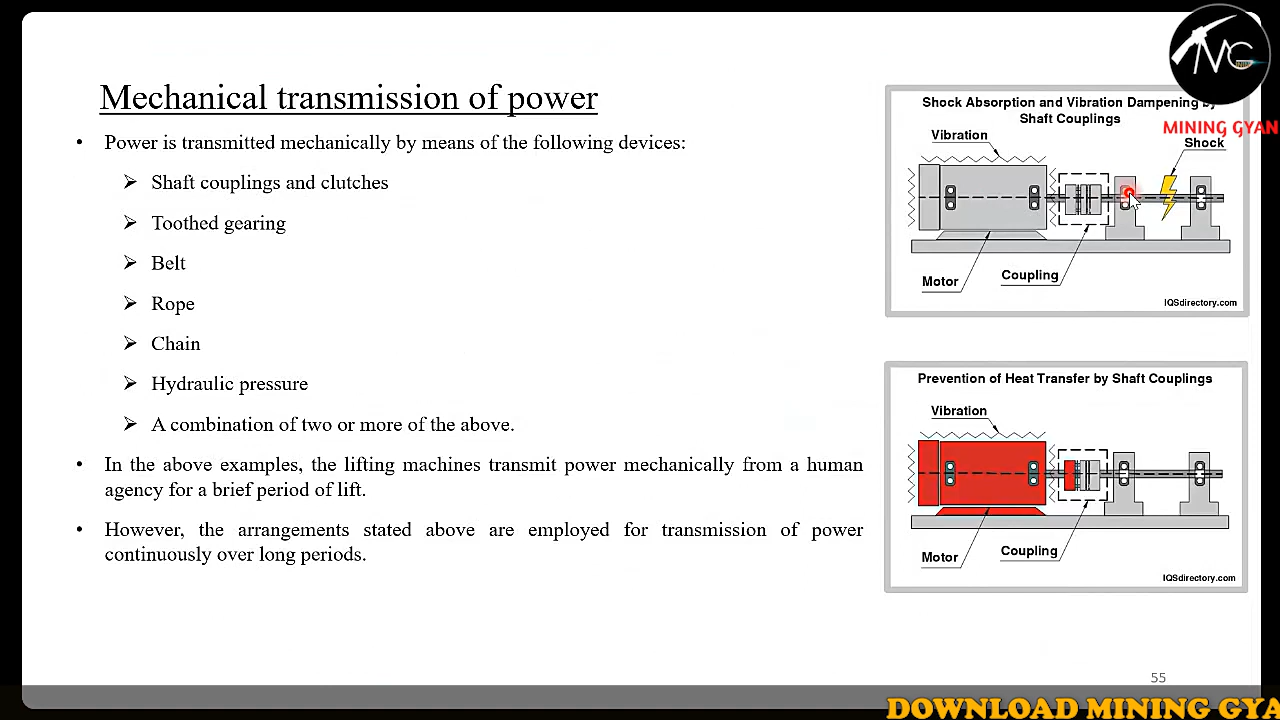 Mechanical transmission of power
• Power is transmitted mechanically by means of the following devices:
➢ Shaft couplings and clutches
➢ Toothed gearing
➢ Belt
➢ Rope
➢ Chain
➢ Hydraulic pressure
➢ A combination of two or more of the above.
• In the above examples, the lifting machines transmit power mechanically from a human
agency for a brief period of lift.
• However, the arrangements stated above are employed for transmission of power
continuously over long periods.
MG
MINING GYAN
Shock Absorption and Vibration Dampening by
Shaft Couplings
Vibration
Shock
Motor
Coupling
IQSdirectory.com
Prevention of Heat Transfer by Shaft Couplings
Vibration
Motor
Coupling
IQSdirectory.com
55
DOWNLOAD MINING GYA